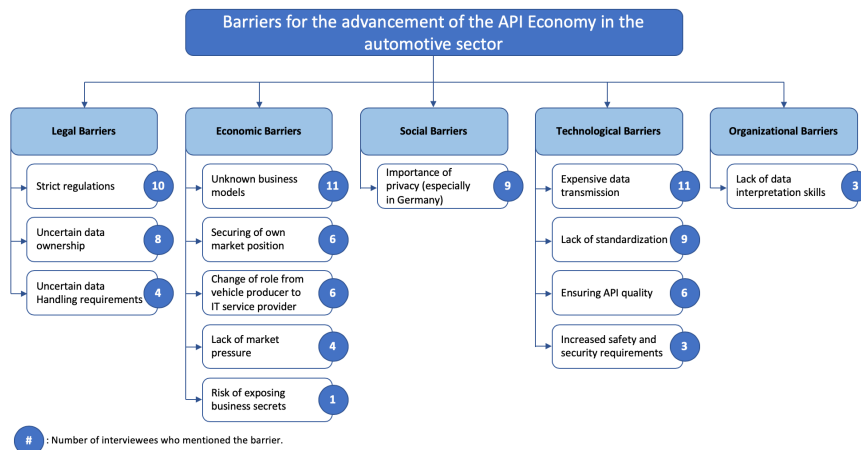 Barriers for the advancement of the API Economy in the
automotive sector
Legal Barriers
Strict regulations
10
Uncertain data
ownership
8
Uncertain data
Handling requirements
4
Economic Barriers
Unknown business
models
11
Securing of own
market position
6
Change of role from
vehicle producer to
IT service provider
6
Lack of market
pressure
4
Risk of exposing
business secrets
1
Social Barriers
Importance of
privacy (especially
in Germany)
9
Technological Barriers
Expensive data
transmission
11
Lack of standardization
9
Ensuring API quality
6
Increased safety and
security requirements
3
Organizational Barriers
Lack of data
interpretation skills
3
# : Number of interviewees who mentioned the barrier.